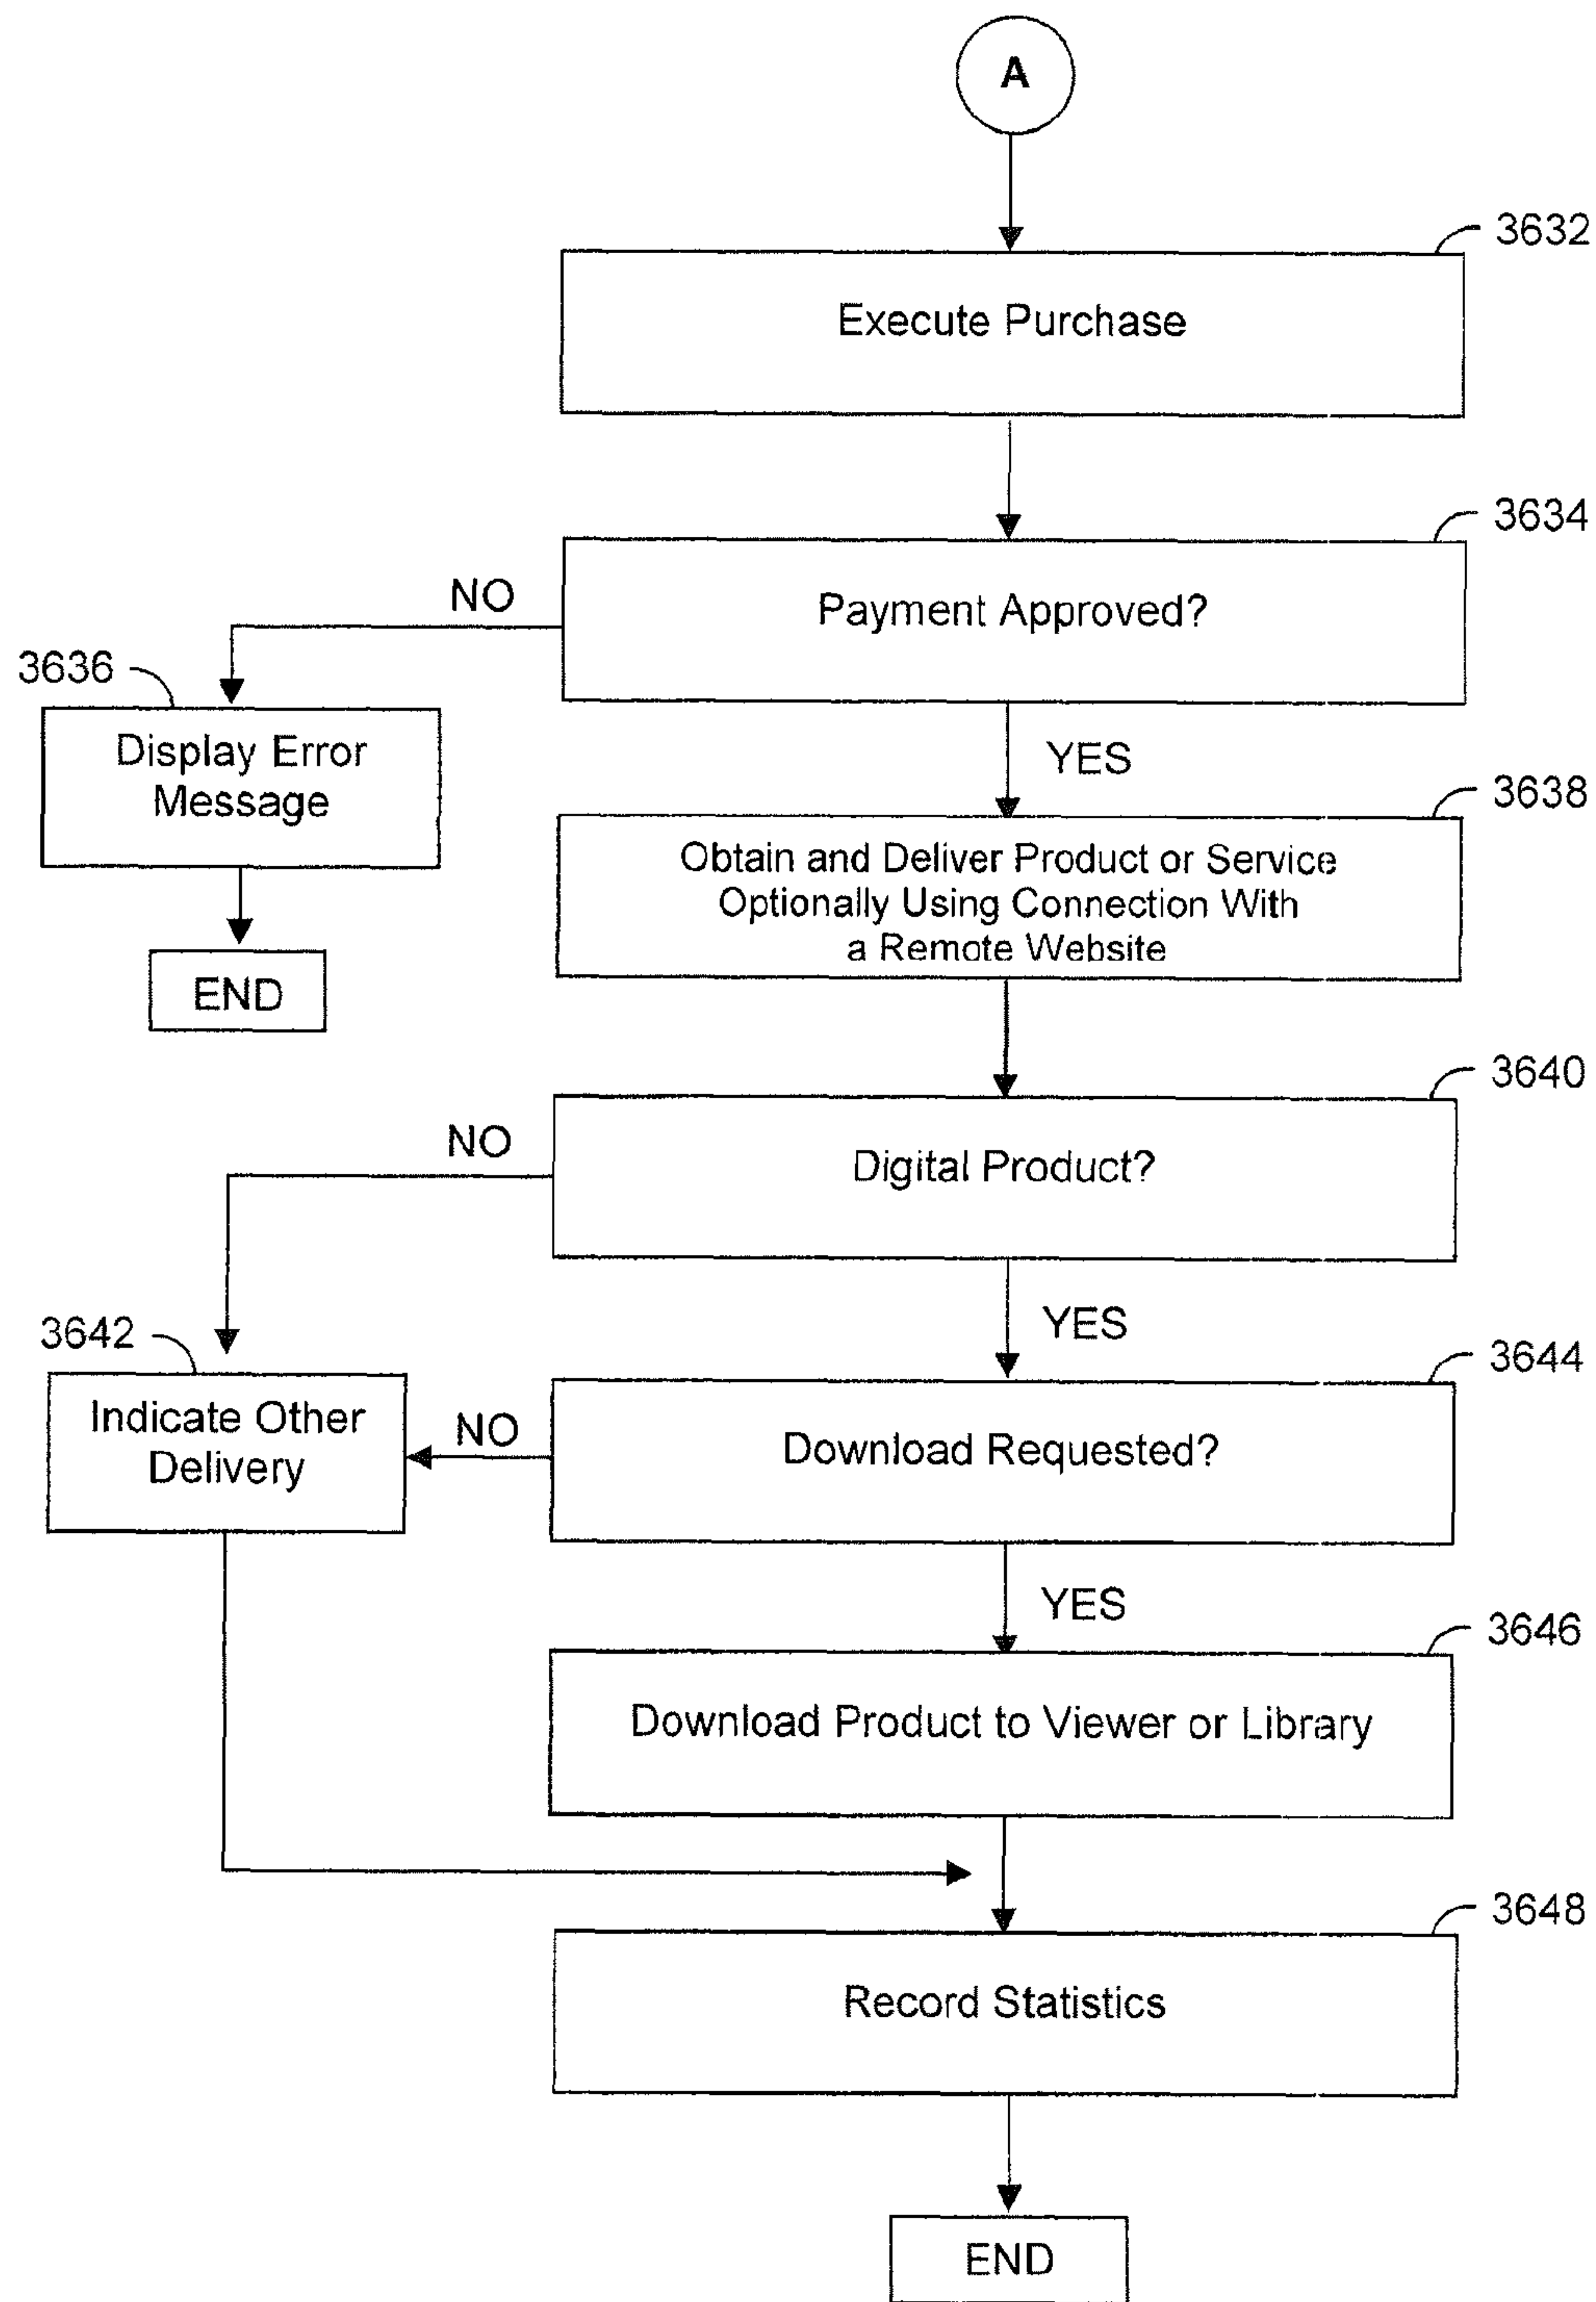 A
3632
Execute Purchase
3634
Payment Approved?
NO
3636
Display Error
Message
YES
3638
Obtain and Deliver Product or Service
Optionally Using Connection With
a Remote Website
END
3640
Digital Product?
NO
YES
3642
Indicate Other
Delivery
3644
Download Requested?
NO
YES
3646
Download Product to Viewer or Library
3648
Record Statistics
END